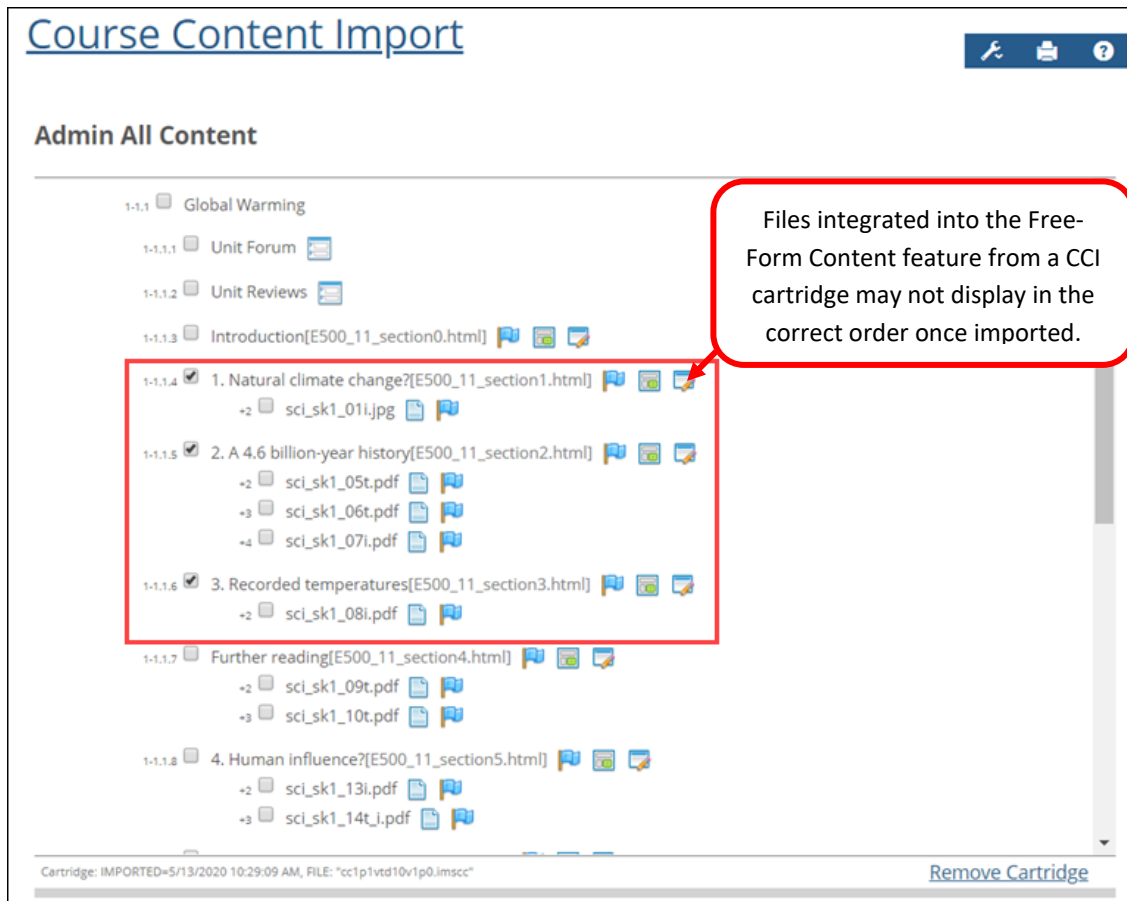 Course Content Import
Admin All Content
Files integrated into the Free-
Form Content feature from a CCI
cartridge may not display in the
correct order once imported.
1-1.1 Global Warming
1-1.1.1 Unit Forum
1-1.1.2 Unit Reviews
1-1.1.3 Introduction[E500_11_section0.html]
1-1.1.4 1. Natural climate change?[E500_11_section1.html]
+2 sci_sk1_01i.jpg
1-1.1.5 2. A 4.6 billion-year history[E500_11_section2.html]
+2 sci_sk1_05t.pdf
+3 sci_sk1_06t.pdf
+4 sci_sk1_07i.pdf
1-1.1.6 3. Recorded temperatures[E500_11_section3.html]
+2 sci_sk1_08i.pdf
1-1.1.7 Further reading[E500_11_section4.html]
+2 sci_sk1_09t.pdf
+3 sci_sk1_10t.pdf
1-1.1.8 4. Human influence?[E500_11_section5.html]
+2 sci_sk1_13i.pdf
+3 sci_sk1_14t_i.pdf
Cartridge: IMPORTED=5/13/2020 10:29:09 AM, FILE: "cc1p1vtd10v1p0.imscc"
Remove Cartridge